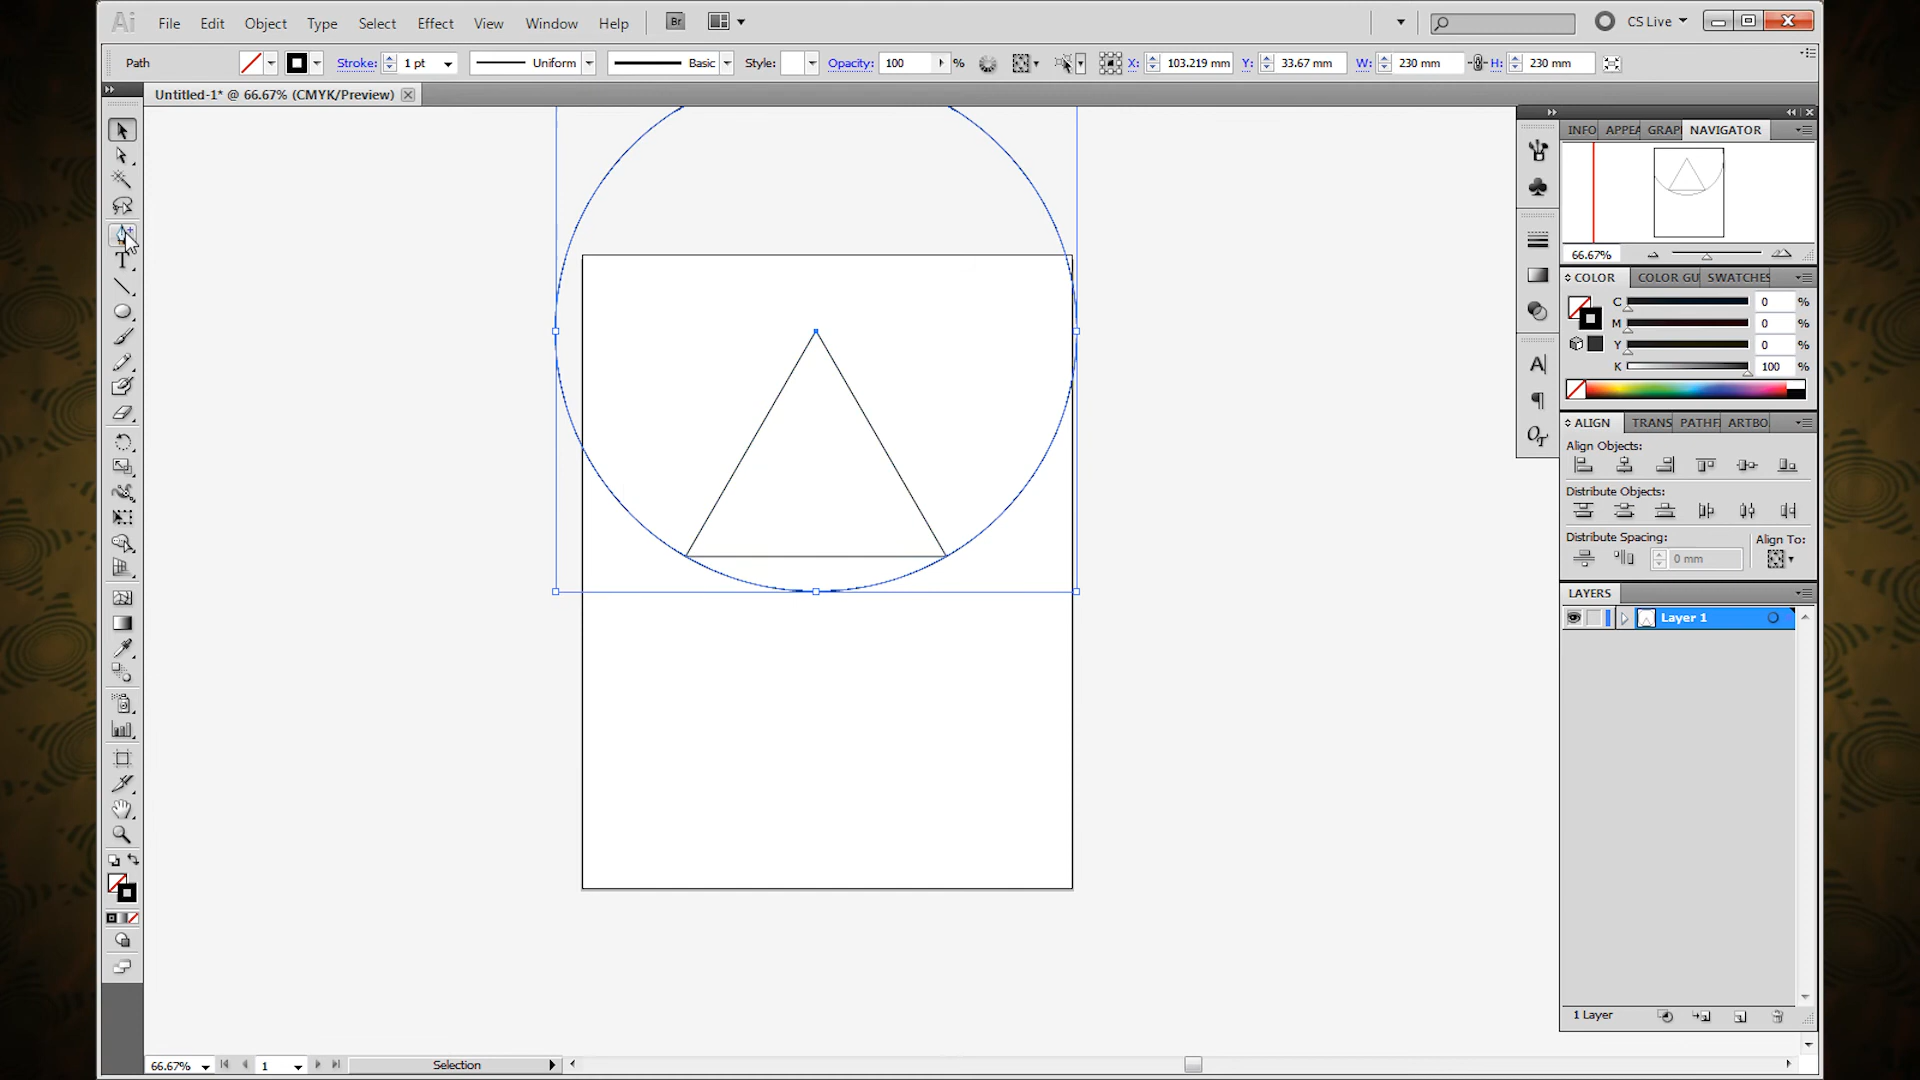 Ai File Edit Object Type Select Effect View Window Help Br CS Live
Path Stroke: 1 pt Uniform Basic Style: Opacity: 100 % X: 103.219 mm Y: 33.67 mm W: 230 mm H: 230 mm
Untitled-1* @ 66.67% (CMYK/Preview)
INFO APPEA GRAP NAVIGATOR
66.67%
COLOR COLOR GU SWATCHES
C 0 %
M 0 %
Y 0 %
K 100 %
ALIGN TRANS PATHF ARTBO
Align Objects:
Distribute Objects:
Distribute Spacing: Align To:
0 mm
LAYERS
Layer 1
1 Layer
66.67% 1 Selection